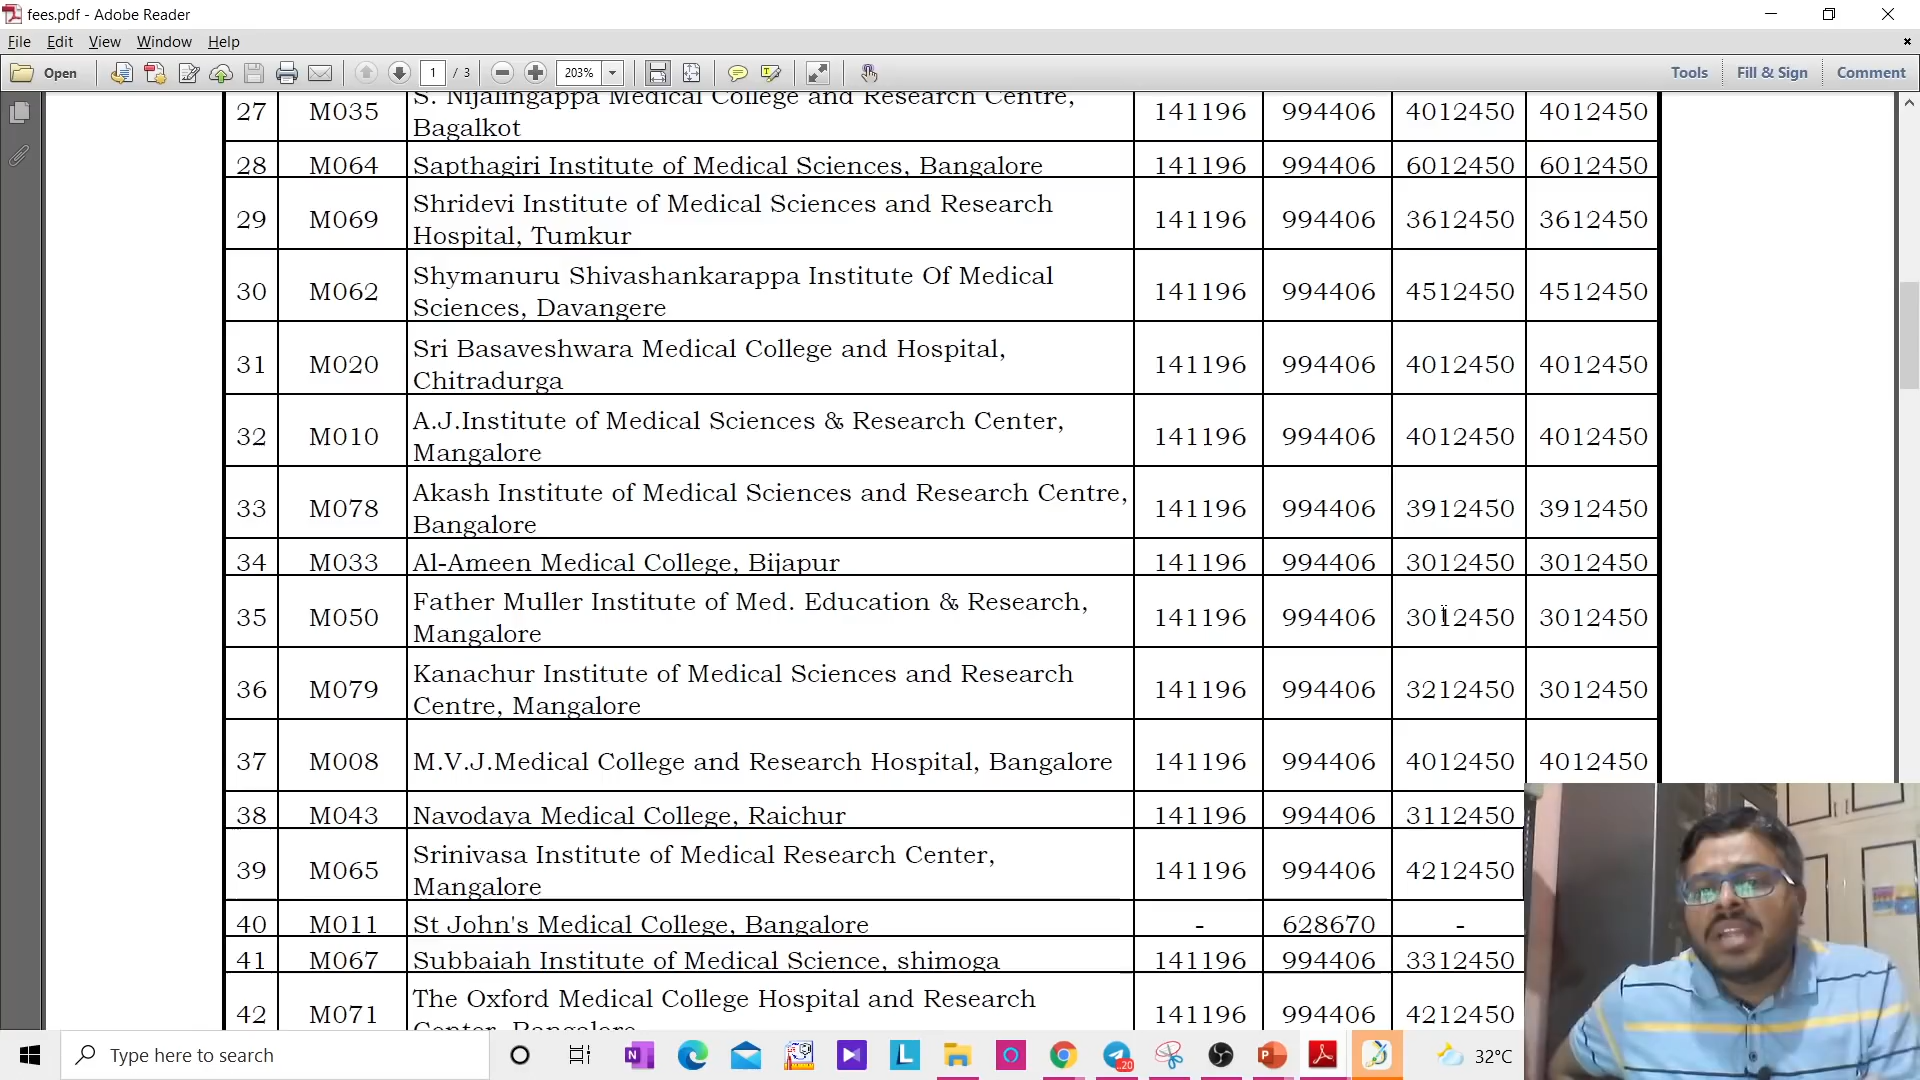 fees.pdf - Adobe Reader
File Edit View Window Help
Open 1 / 3 203% Tools Fill & Sign Comment
27 M035 S. Nijalingappa Medical College and Research Centre, Bagalkot 141196 994406 4012450 4012450
28 M064 Sapthagiri Institute of Medical Sciences, Bangalore 141196 994406 6012450 6012450
29 M069 Shridevi Institute of Medical Sciences and Research Hospital, Tumkur 141196 994406 3612450 3612450
30 M062 Shymanuru Shivashankarappa Institute Of Medical Sciences, Davangere 141196 994406 4512450 4512450
31 M020 Sri Basaveshwara Medical College and Hospital, Chitradurga 141196 994406 4012450 4012450
32 M010 A.J.Institute of Medical Sciences & Research Center, Mangalore 141196 994406 4012450 4012450
33 M078 Akash Institute of Medical Sciences and Research Centre, Bangalore 141196 994406 3912450 3912450
34 M033 Al-Ameen Medical College, Bijapur 141196 994406 3012450 3012450
35 M050 Father Muller Institute of Med. Education & Research, Mangalore 141196 994406 3012450 3012450
36 M079 Kanachur Institute of Medical Sciences and Research Centre, Mangalore 141196 994406 3212450 3012450
37 M008 M.V.J.Medical College and Research Hospital, Bangalore 141196 994406 4012450 4012450
38 M043 Navodaya Medical College, Raichur 141196 994406 3112450
39 M065 Srinivasa Institute of Medical Research Center, Mangalore 141196 994406 4212450
40 M011 St John's Medical College, Bangalore - 628670 -
41 M067 Subbaiah Institute of Medical Science, shimoga 141196 994406 3312450
42 M071 The Oxford Medical College Hospital and Research Center, Bangalore 141196 994406 4212450
Type here to search 20 32°C